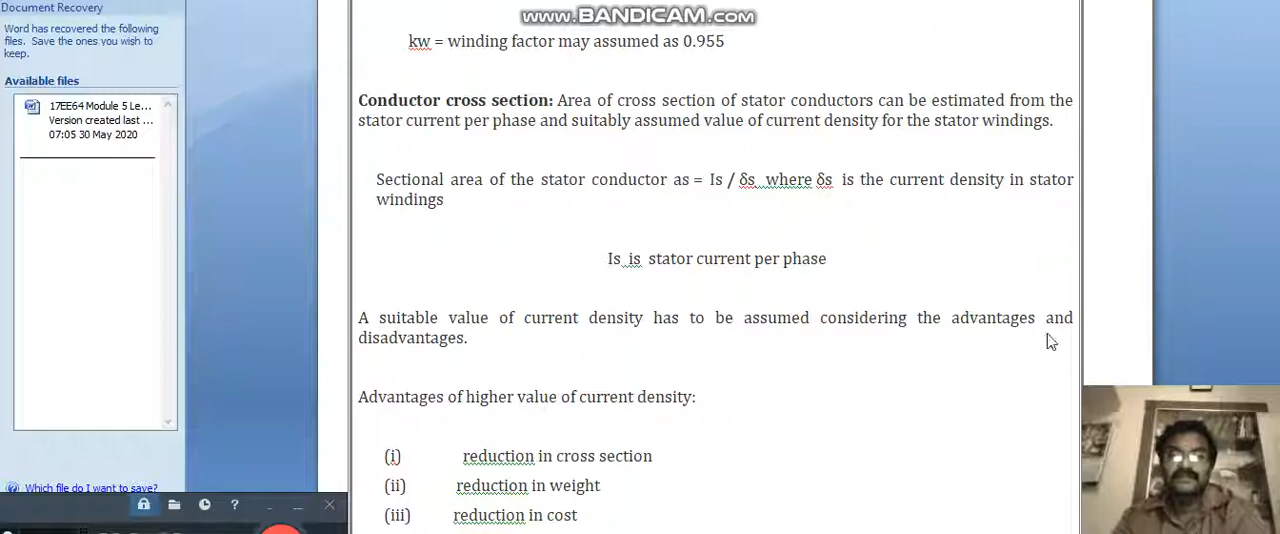 www.BANDICAM.com
Document Recovery
Word has recovered the following
files. Save the ones you wish to
keep.
Available files
17EE64 Module 5 Le...
Version created last ...
07:05 30 May 2020
Which file do I want to save?
kw = winding factor may assumed as 0.955
Conductor cross section: Area of cross section of stator conductors can be estimated from the
stator current per phase and suitably assumed value of current density for the stator windings.
Sectional area of the stator conductor as = Is / δs where δs is the current density in stator
windings
Is is stator current per phase
A suitable value of current density has to be assumed considering the advantages and
disadvantages.
Advantages of higher value of current density:
(i) reduction in cross section
(ii) reduction in weight
(iii) reduction in cost